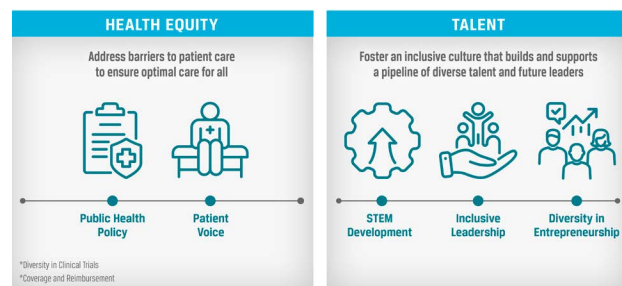 HEALTH EQUITY
Address barriers to patient care
to ensure optimal care for all
Public Health
Policy
Patient
Voice
*Diversity in Clinical Trials
*Coverage and Reimbursement
TALENT
Foster an inclusive culture that builds and supports
a pipeline of diverse talent and future leaders
STEM
Development
Inclusive
Leadership
Diversity in
Entrepreneurship